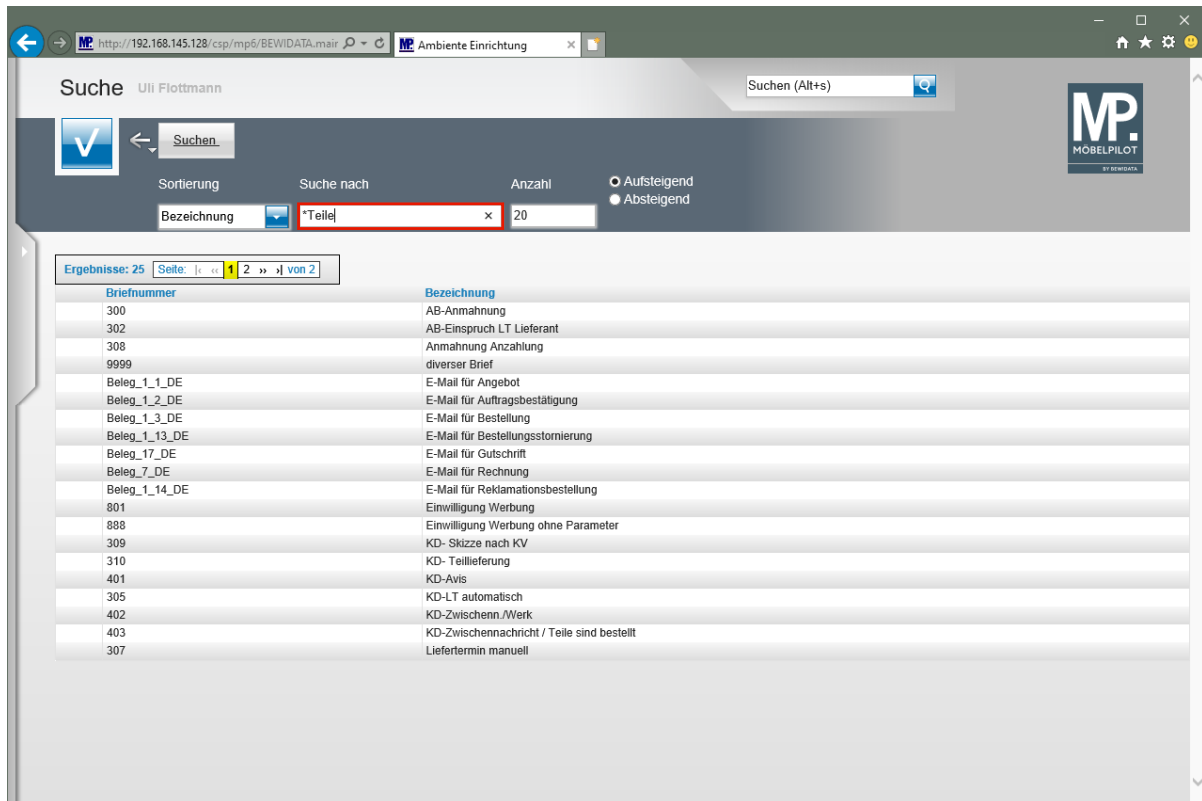 http://192.168.145.128/csp/mp6/BEWIDATA.mair
MP. Ambiente Einrichtung
Suche Uli Flottmann
Suchen (Alt+s)
MP.
MÖBELPILOT
BY BEWIDATA
Suchen
Sortierung Suche nach Anzahl Aufsteigend
Absteigend
Bezeichnung *Teile × 20
Ergebnisse: 25 Seite: |‹ ‹‹ 1 2 ›› ›| von 2
Briefnummer Bezeichnung
300 AB-Anmahnung
302 AB-Einspruch LT Lieferant
308 Anmahnung Anzahlung
9999 diverser Brief
Beleg_1_1_DE E-Mail für Angebot
Beleg_1_2_DE E-Mail für Auftragsbestätigung
Beleg_1_3_DE E-Mail für Bestellung
Beleg_1_13_DE E-Mail für Bestellungsstornierung
Beleg_17_DE E-Mail für Gutschrift
Beleg_7_DE E-Mail für Rechnung
Beleg_1_14_DE E-Mail für Reklamationsbestellung
801 Einwilligung Werbung
888 Einwilligung Werbung ohne Parameter
309 KD- Skizze nach KV
310 KD- Teillieferung
401 KD-Avis
305 KD-LT automatisch
402 KD-Zwischenn./Werk
403 KD-Zwischennachricht / Teile sind bestellt
307 Liefertermin manuell